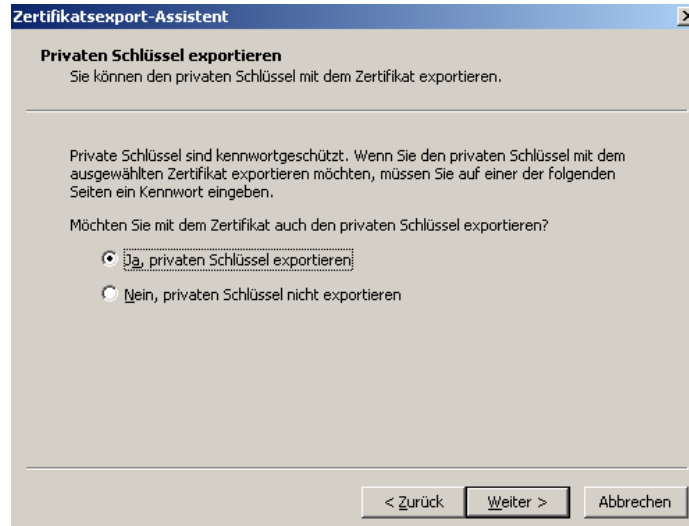 Zertifikatsexport-Assistent
Privaten Schlüssel exportieren
Sie können den privaten Schlüssel mit dem Zertifikat exportieren.
Private Schlüssel sind kennwortgeschützt. Wenn Sie den privaten Schlüssel mit dem
ausgewählten Zertifikat exportieren möchten, müssen Sie auf einer der folgenden
Seiten ein Kennwort eingeben.
Möchten Sie mit dem Zertifikat auch den privaten Schlüssel exportieren?
Ja, privaten Schlüssel exportieren
Nein, privaten Schlüssel nicht exportieren
< Zurück Weiter > Abbrechen